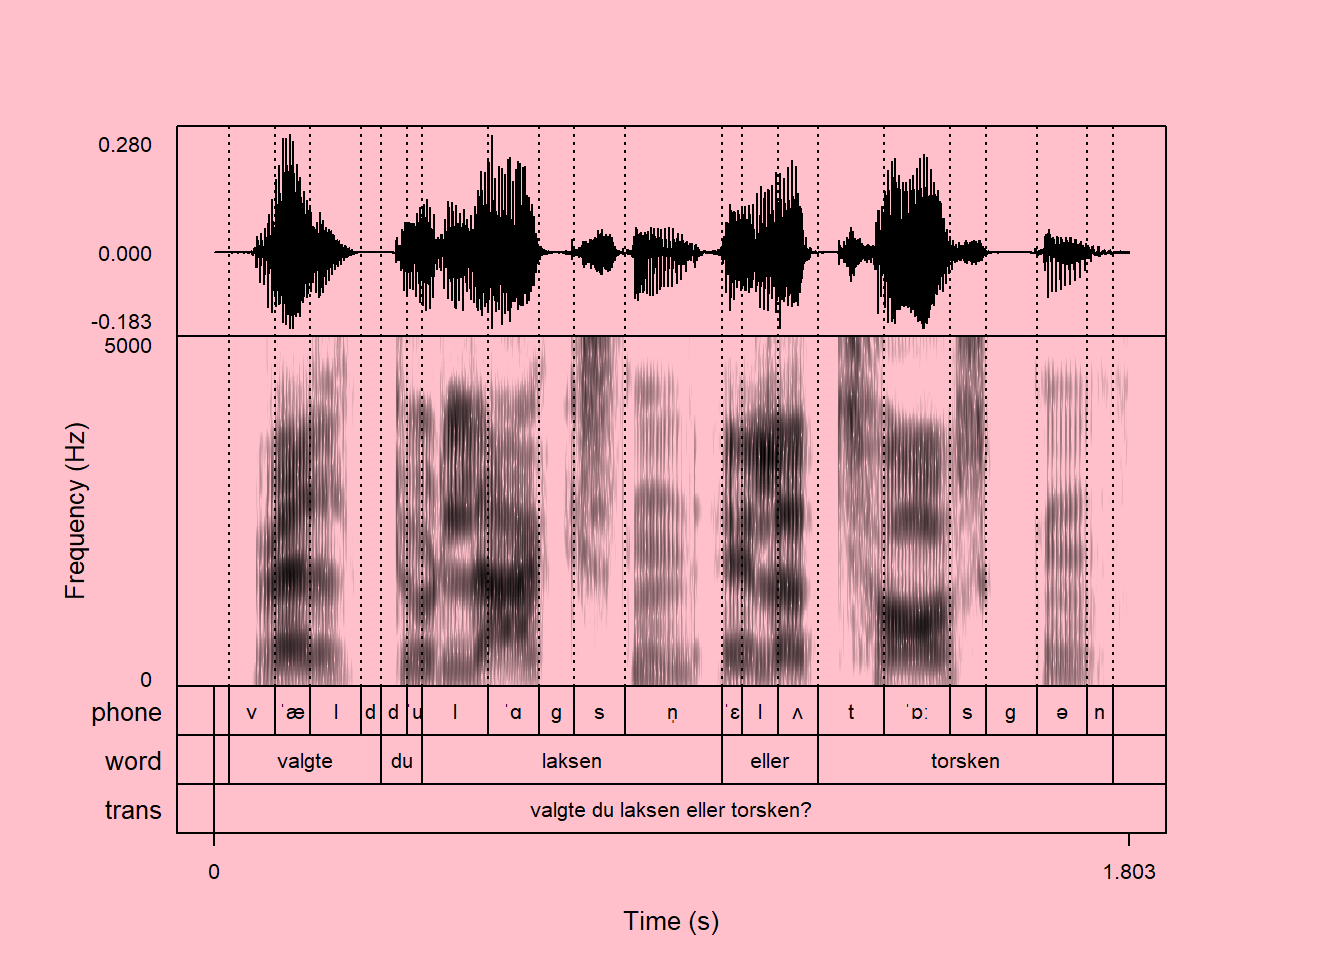 0.280
0.000
-0.183
5000
Frequency (Hz)
0
phone v ˈæ l d d ˈu l ˈɑ g s n̩ ˈɛ l ʌ t ˈɒː s g ə n
word valgte du laksen eller torsken
trans valgte du laksen eller torsken?
0 1.803
Time (s)